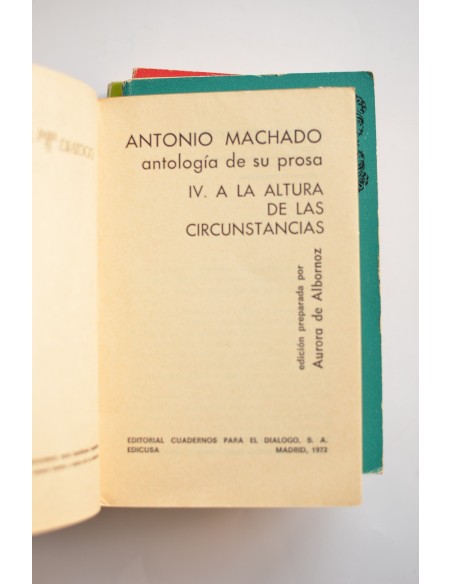 ANTONIO MACHADO
antología de su prosa
IV. A LA ALTURA
DE LAS
CIRCUNSTANCIAS
edición preparada por
Aurora de Albornoz
EDITORIAL CUADERNOS PARA EL DIALOGO, S. A.
EDICUSA MADRID, 1972